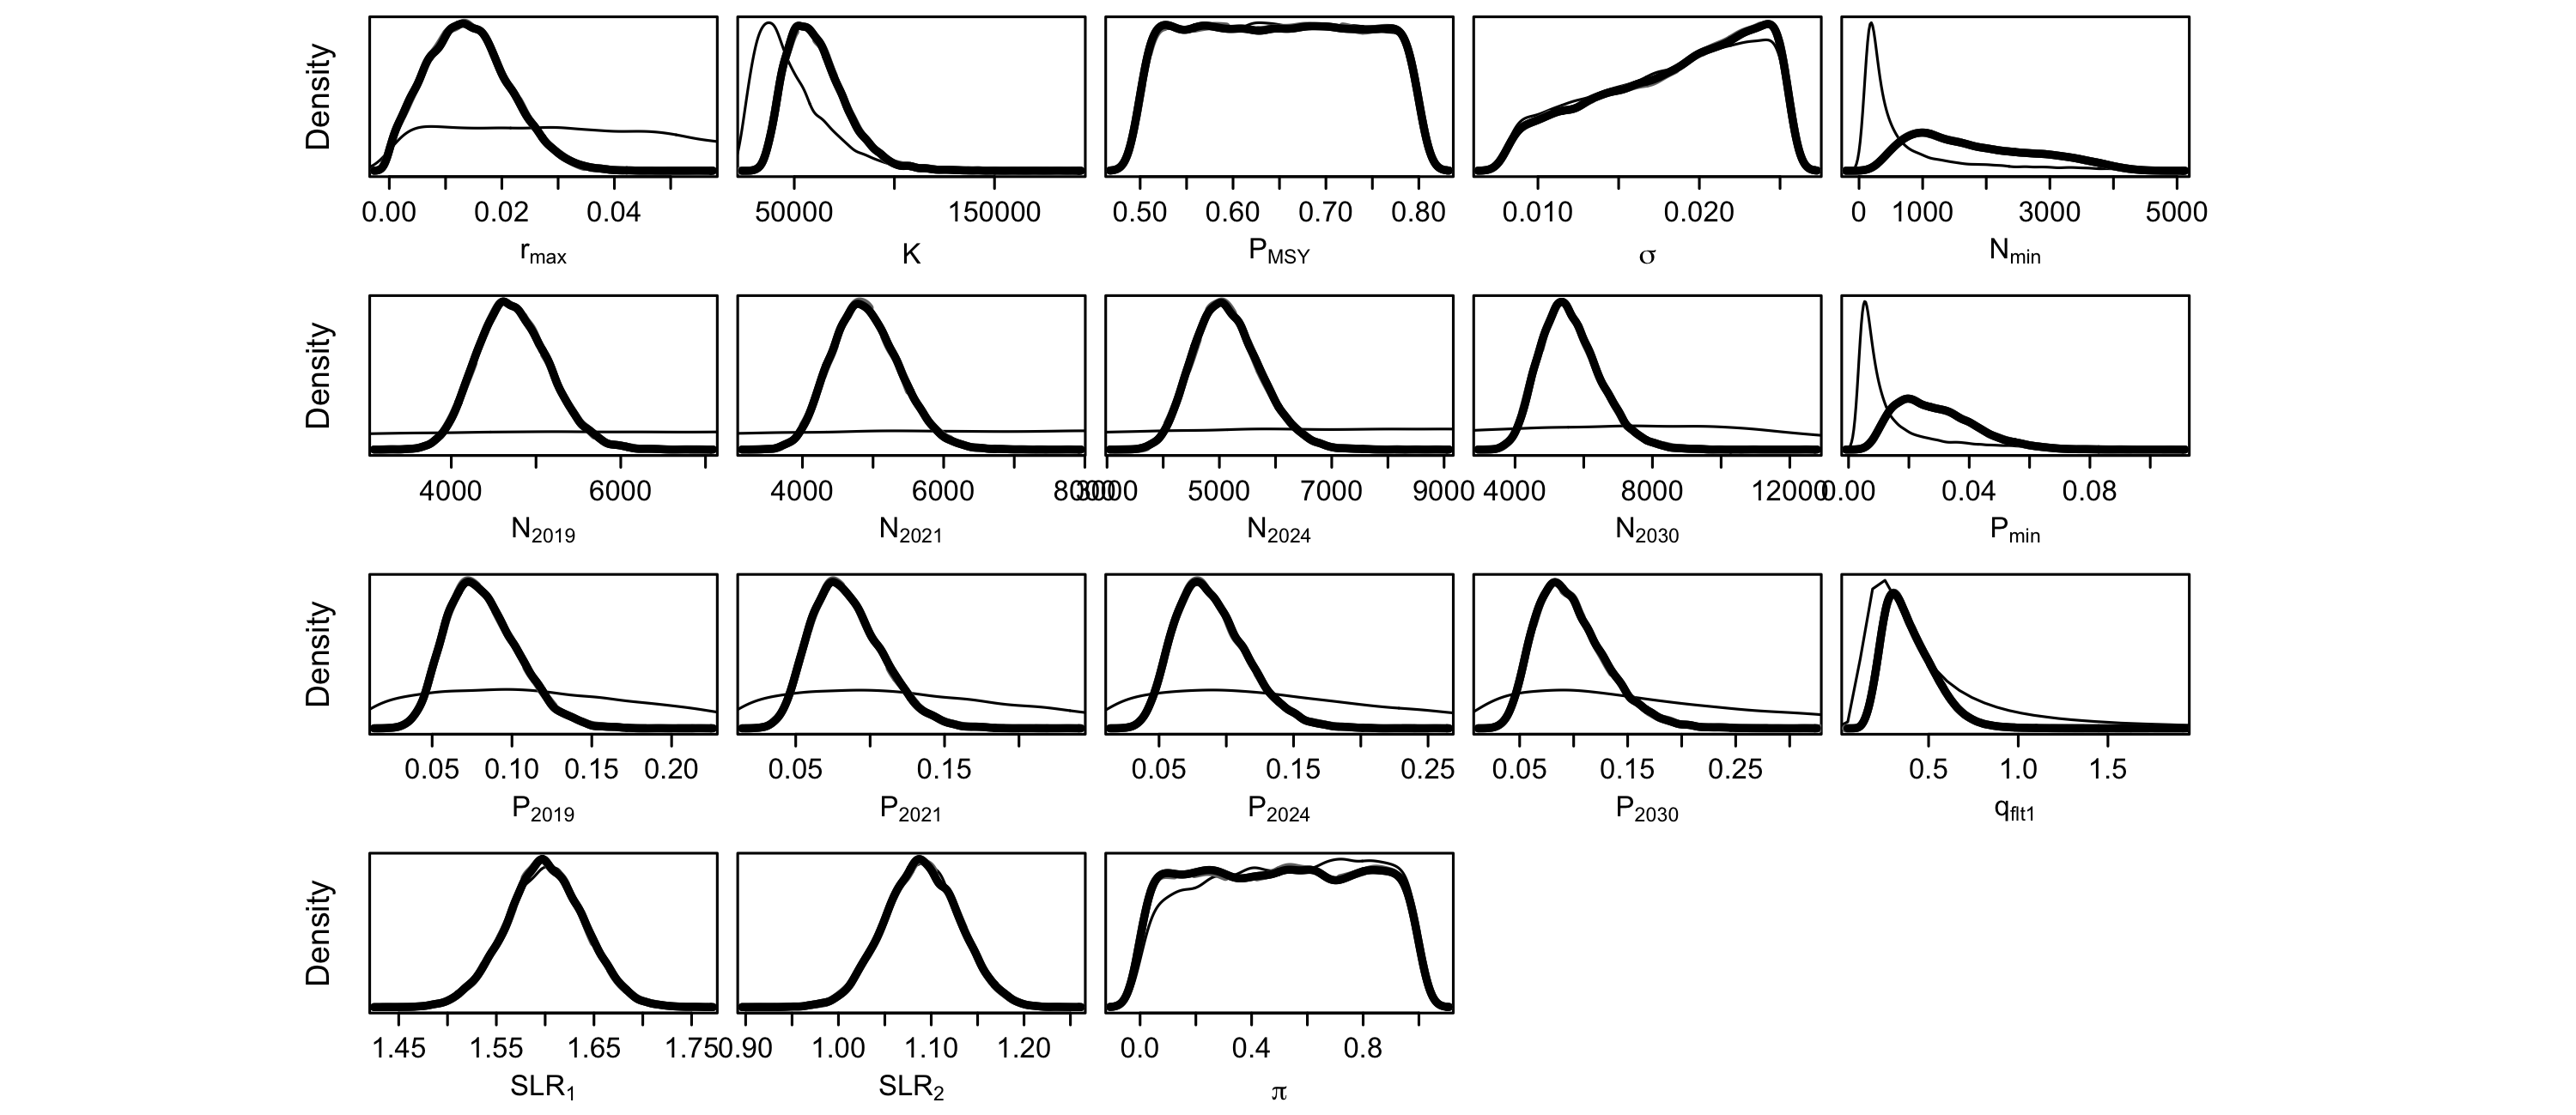 Density
0.00 0.02 0.04
r_max
50000 150000
K
0.50 0.60 0.70 0.80
P_MSY
0.010 0.020
σ
0 1000 3000 5000
N_min
Density
4000 6000
N_2019
4000 6000 8000
N_2021
3000 5000 7000 9000
N_2024
4000 8000 12000
N_2030
0.00 0.04 0.08
P_min
Density
0.05 0.10 0.15 0.20
P_2019
0.05 0.15
P_2021
0.05 0.15 0.25
P_2024
0.05 0.15 0.25
P_2030
0.5 1.0 1.5
q_flt1
Density
1.45 1.55 1.65 1.75
SLR_1
0.90 1.00 1.10 1.20
SLR_2
0.0 0.4 0.8
π